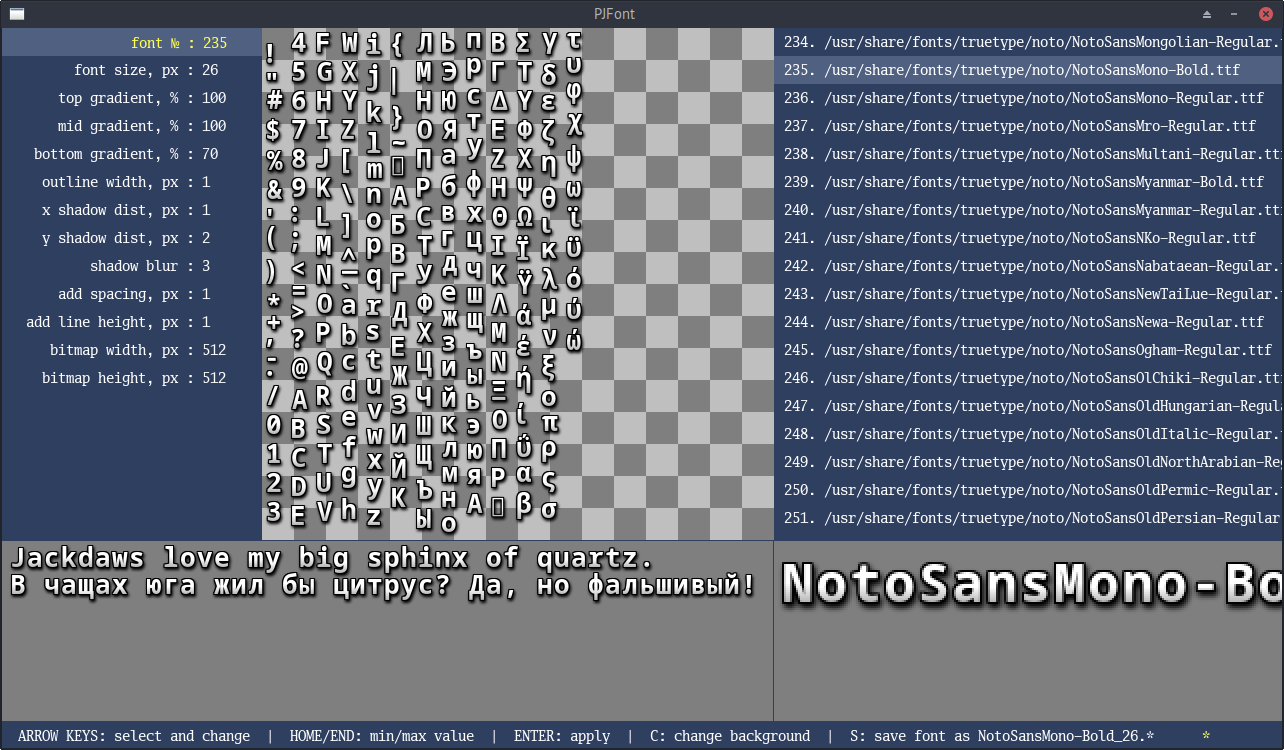 PJFont
font № : 235
font size, px : 26
top gradient, % : 100
mid gradient, % : 100
bottom gradient, % : 70
outline width, px : 1
x shadow dist, px : 1
y shadow dist, px : 2
shadow blur : 3
add spacing, px : 1
add line height, px : 1
bitmap width, px : 512
bitmap height, px : 512
! " # $ % & ' ( ) * + , - . / 0 1 2 3
4 5 6 7 8 9 : ; < = > ? @ A B C D E
F G H I J K L M N O P Q R S T U V
W X Y Z [ \ ] ^ _ ` a b c d e f g h
i j k l m n o p q r s t u v w x y z
{ | } ~ ▯ А Б В Г Д Е Ж З И Й К
Л М Н О П Р С Т У Ф Х Ц Ч Ш Щ Ъ Ы
Ь Э Ю Я а б в г д е ж з и й к л м н о
п р с т у ф х ц ч ш щ ъ ы ь э ю я Α
Β Γ Δ Ε Ζ Η Θ Ι Κ Λ Μ Ν Ξ Ο Π Ρ ▯
Σ Τ Υ Φ Χ Ψ Ω Ϊ Ϋ ά έ ή ί ΰ α β
γ δ ε ζ η θ ι κ λ μ ν ξ ο π ρ ς σ
τ υ φ χ ψ ω ϊ ϋ ό ύ ώ
234. /usr/share/fonts/truetype/noto/NotoSansMongolian-Regular.
235. /usr/share/fonts/truetype/noto/NotoSansMono-Bold.ttf
236. /usr/share/fonts/truetype/noto/NotoSansMono-Regular.ttf
237. /usr/share/fonts/truetype/noto/NotoSansMro-Regular.ttf
238. /usr/share/fonts/truetype/noto/NotoSansMultani-Regular.tt
239. /usr/share/fonts/truetype/noto/NotoSansMyanmar-Bold.ttf
240. /usr/share/fonts/truetype/noto/NotoSansMyanmar-Regular.tt
241. /usr/share/fonts/truetype/noto/NotoSansNKo-Regular.ttf
242. /usr/share/fonts/truetype/noto/NotoSansNabataean-Regular.
243. /usr/share/fonts/truetype/noto/NotoSansNewTaiLue-Regular.
244. /usr/share/fonts/truetype/noto/NotoSansNewa-Regular.ttf
245. /usr/share/fonts/truetype/noto/NotoSansOgham-Regular.ttf
246. /usr/share/fonts/truetype/noto/NotoSansOlChiki-Regular.tt
247. /usr/share/fonts/truetype/noto/NotoSansOldHungarian-Regul
248. /usr/share/fonts/truetype/noto/NotoSansOldItalic-Regular.
249. /usr/share/fonts/truetype/noto/NotoSansOldNorthArabian-Re
250. /usr/share/fonts/truetype/noto/NotoSansOldPermic-Regular.
251. /usr/share/fonts/truetype/noto/NotoSansOldPersian-Regular
Jackdaws love my big sphinx of quartz.
В чащах юга жил бы цитрус? Да, но фальшивый!
NotoSansMono-Bo
ARROW KEYS: select and change | HOME/END: min/max value | ENTER: apply | C: change background | S: save font as NotoSansMono-Bold_26.* *